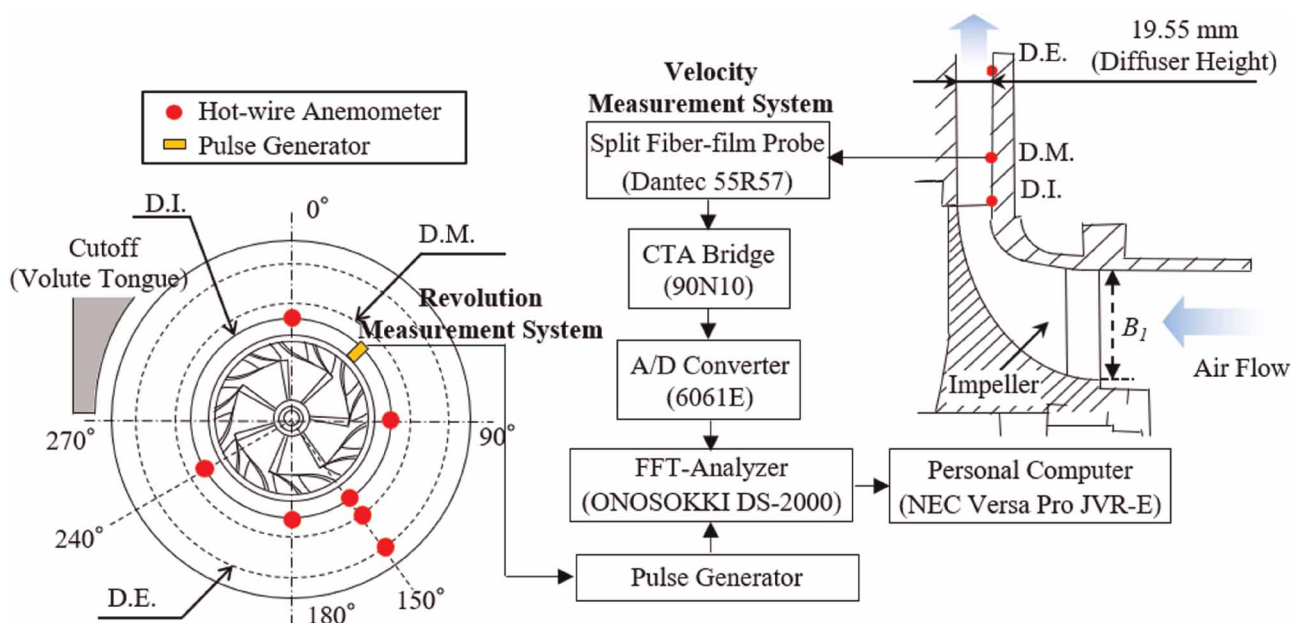 Hot-wire Anemometer
Pulse Generator
D.I.
0°
D.M.
Cutoff
(Volute Tongue)
Revolution
Measurement System
270°
90°
240°
150°
180°
D.E.
Velocity
Measurement System
Split Fiber-film Probe
(Dantec 55R57)
CTA Bridge
(90N10)
A/D Converter
(6061E)
FFT-Analyzer
(ONOSOKKI DS-2000)
Pulse Generator
Personal Computer
(NEC Versa Pro JVR-E)
19.55 mm
(Diffuser Height)
D.E.
D.M.
D.I.
B1
Impeller
Air Flow